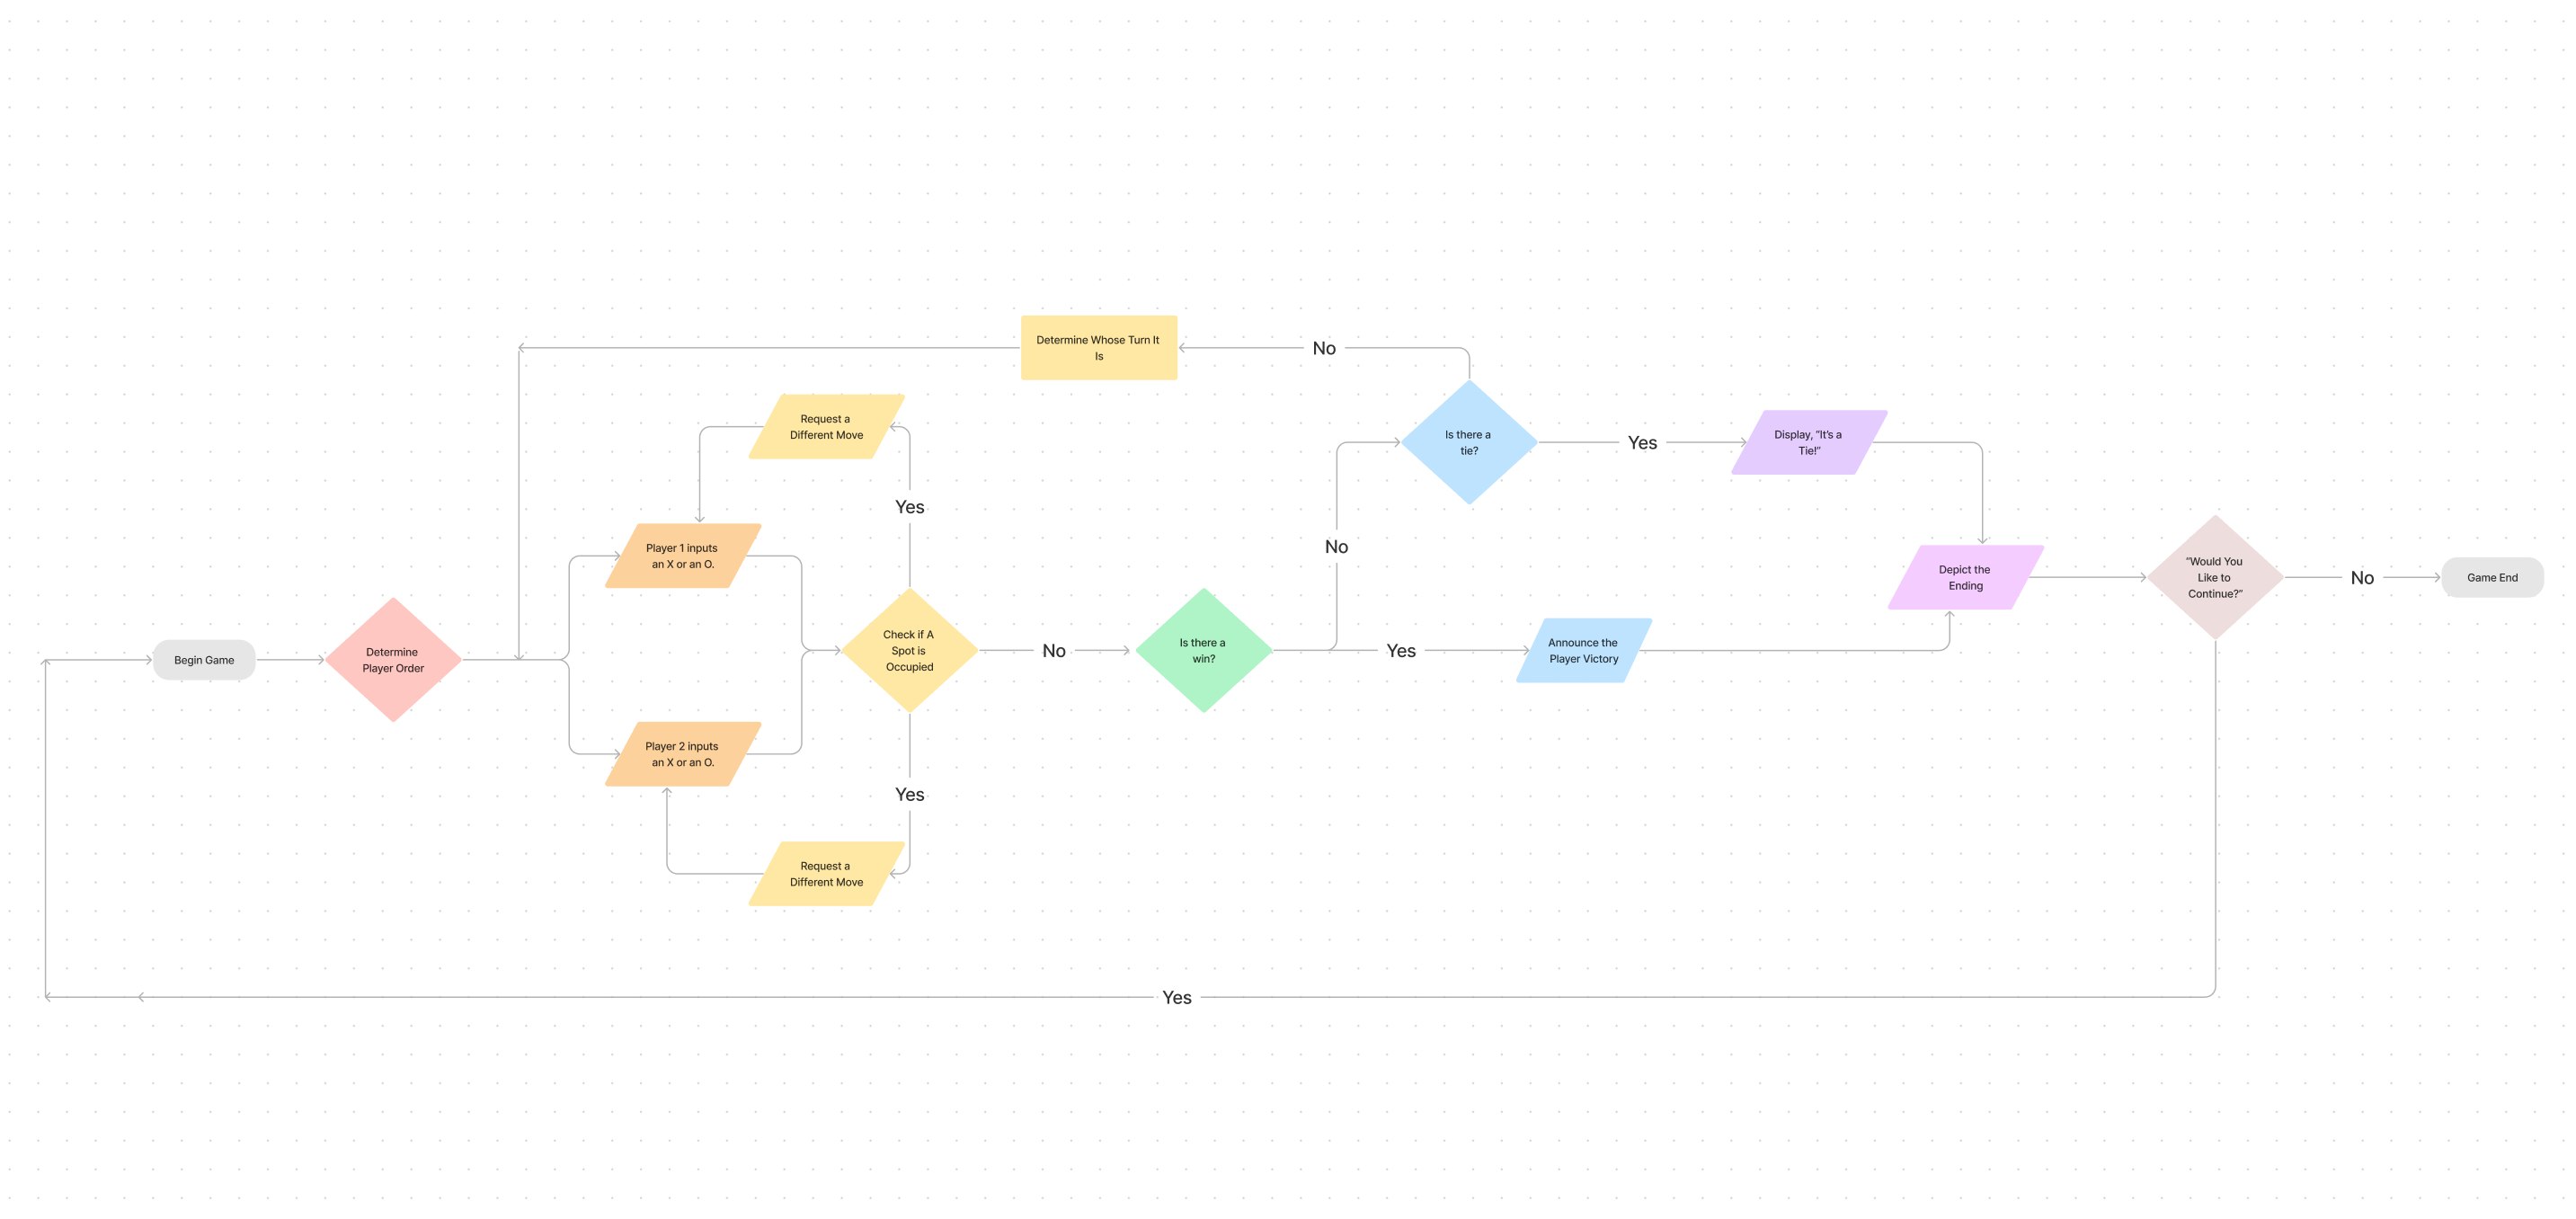 Determine Whose Turn It
Is
No
Request a
Different Move
Is there a
tie?
Yes
Display, “It’s a
Tie!”
Yes
Player 1 inputs
an X or an O.
No
“Would You
Like to
Continue?”
Depict the
Ending
No
Game End
Begin Game
Determine
Player Order
Check if A
Spot is
Occupied
No
Is there a
win?
Yes
Announce the
Player Victory
Player 2 inputs
an X or an O.
Yes
Request a
Different Move
Yes